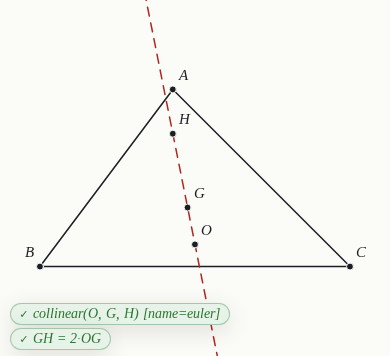 A
H
G
O
B
C
✓ collinear(O, G, H) [name=euler]
✓ GH = 2·OG